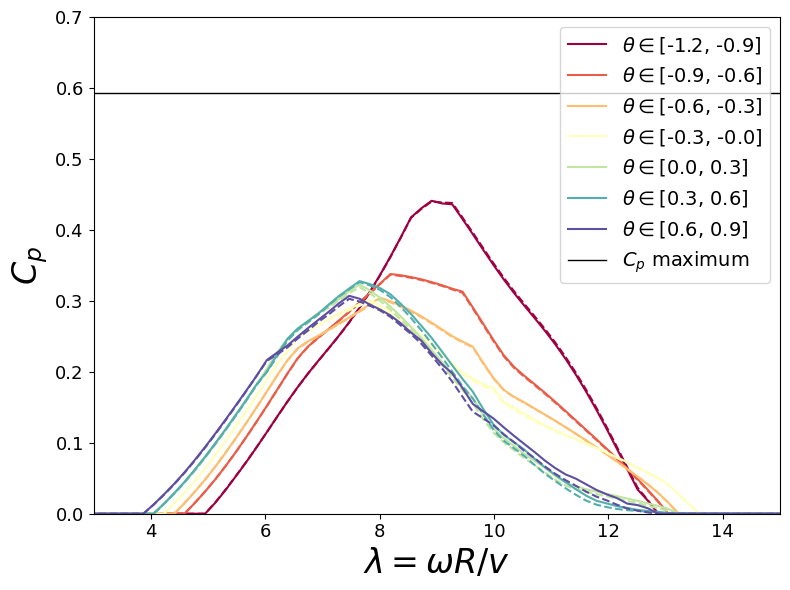 0.7
0.6
0.5
0.4
0.3
0.2
0.1
0.0
4 6 8 10 12 14
C_p
λ = ωR/v
θ ∈ [-1.2, -0.9]
θ ∈ [-0.9, -0.6]
θ ∈ [-0.6, -0.3]
θ ∈ [-0.3, -0.0]
θ ∈ [0.0, 0.3]
θ ∈ [0.3, 0.6]
θ ∈ [0.6, 0.9]
C_p maximum